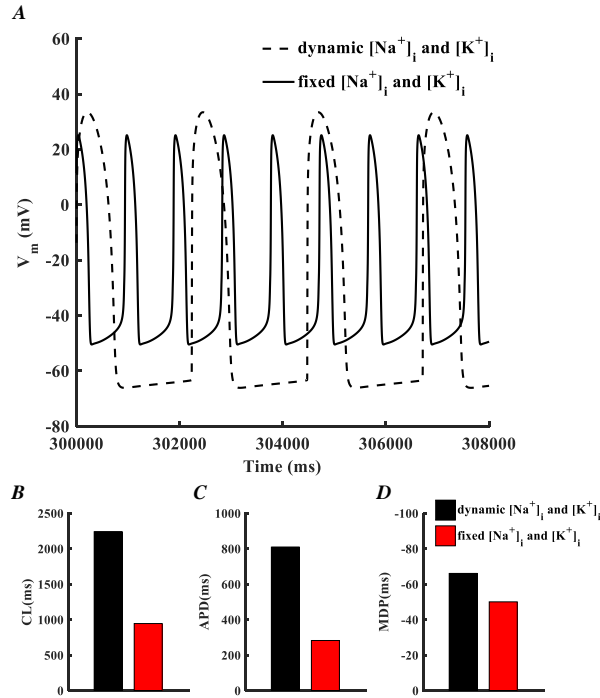 A
60
40
20
0
-20
-40
-60
-80
V_m (mV)
dynamic [Na⁺]ᵢ and [K⁺]ᵢ
fixed [Na⁺]ᵢ and [K⁺]ᵢ
300000 302000 304000 306000 308000
Time (ms)
B
2500
2000
1500
1000
500
0
CL(ms)
C
1000
800
600
400
200
0
APD(ms)
D
-100
-80
-60
-40
-20
0
MDP(ms)
dynamic [Na⁺]ᵢ and [K⁺]ᵢ
fixed [Na⁺]ᵢ and [K⁺]ᵢ